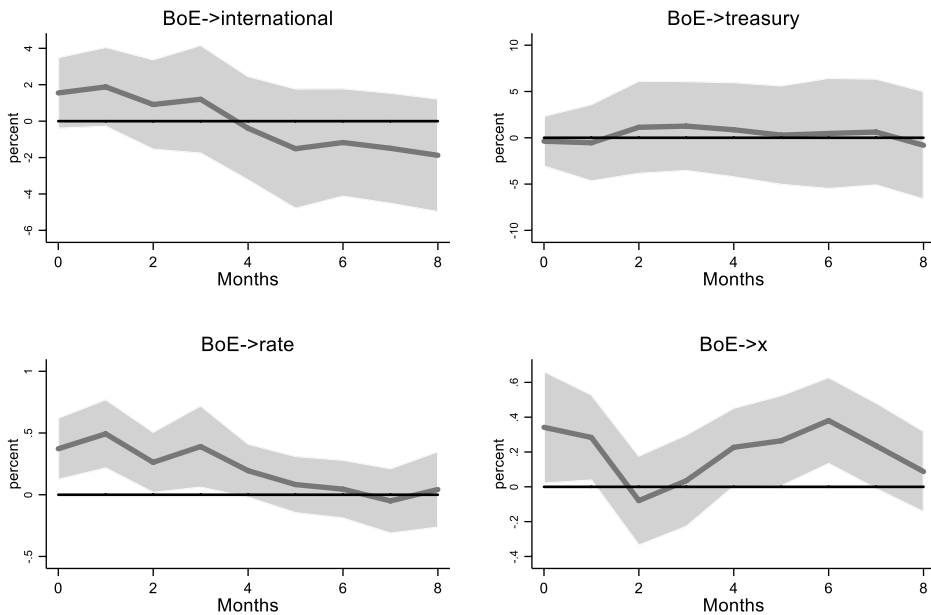 BoE->international
percent
4
2
0
-2
-4
-6
0 2 4 6 8
Months
BoE->treasury
percent
10
5
0
-5
-10
0 2 4 6 8
Months
BoE->rate
percent
1
.5
0
-.5
0 2 4 6 8
Months
BoE->x
percent
.6
.4
.2
0
-.2
-.4
0 2 4 6 8
Months